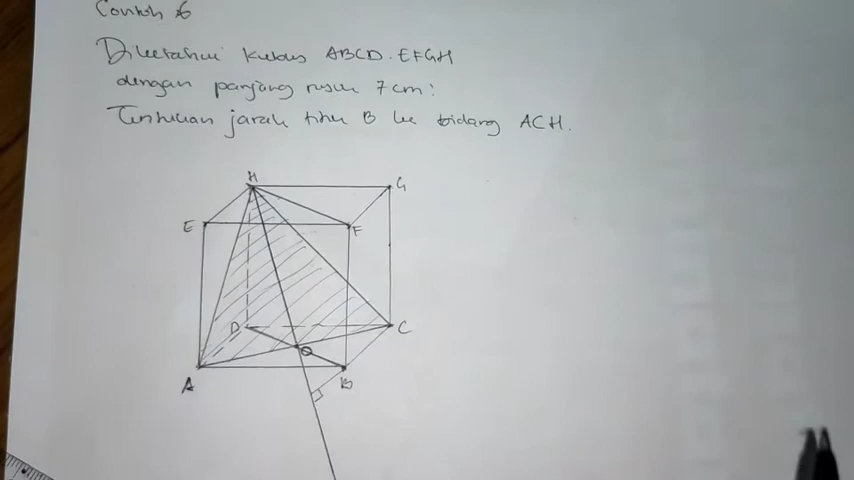 Contoh 6
Diketahui kubus ABCD.EFGH
dengan panjang rusuk 7 cm:
Tentukan jarak titik B ke bidang ACH.
H
G
E
F
D
C
O
A
B